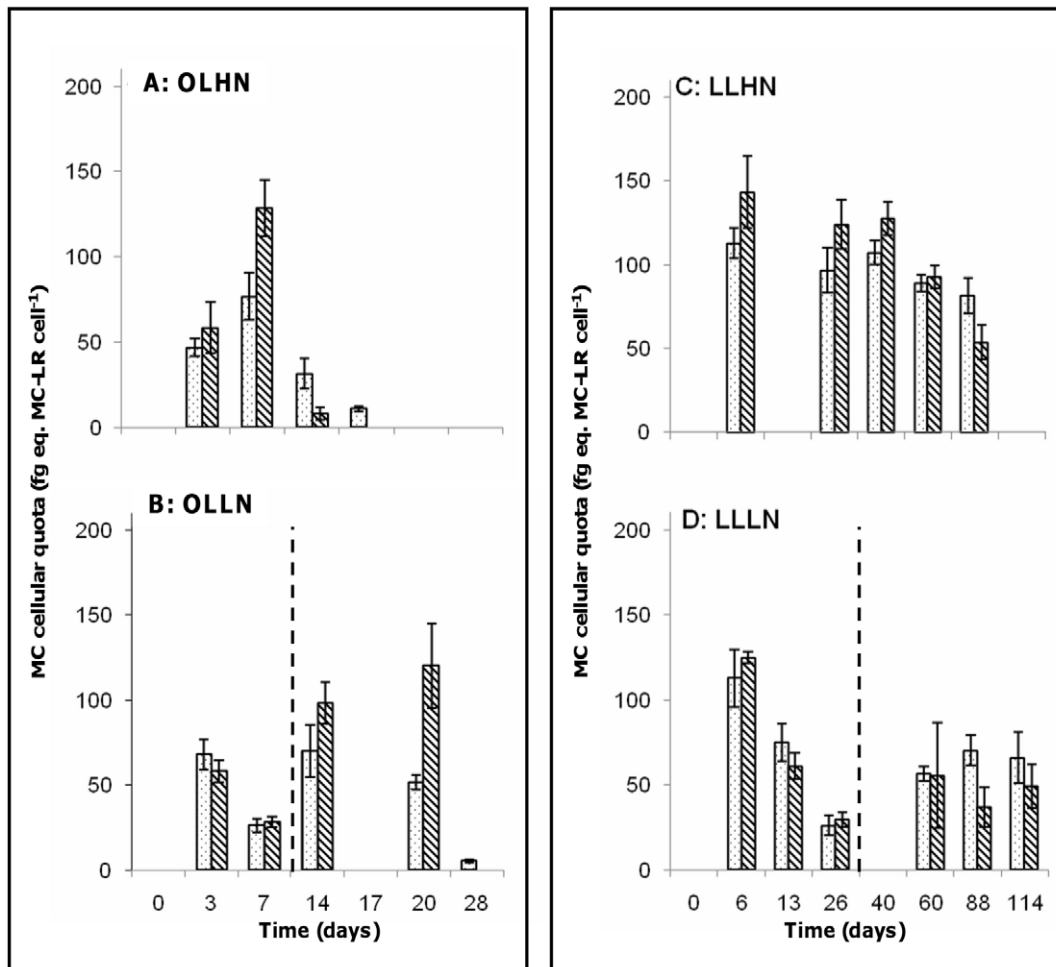 A: OLHN
200
150
100
50
0
B: OLLN
200
150
100
50
0
0 3 7 14 17 20 28
Time (days)
MC cellular quota (fg eq. MC-LR cell⁻¹)
C: LLHN
200
150
100
50
0
D: LLLN
200
150
100
50
0
0 6 13 26 40 60 88 114
Time (days)
MC cellular quota (fg eq. MC-LR cell⁻¹)